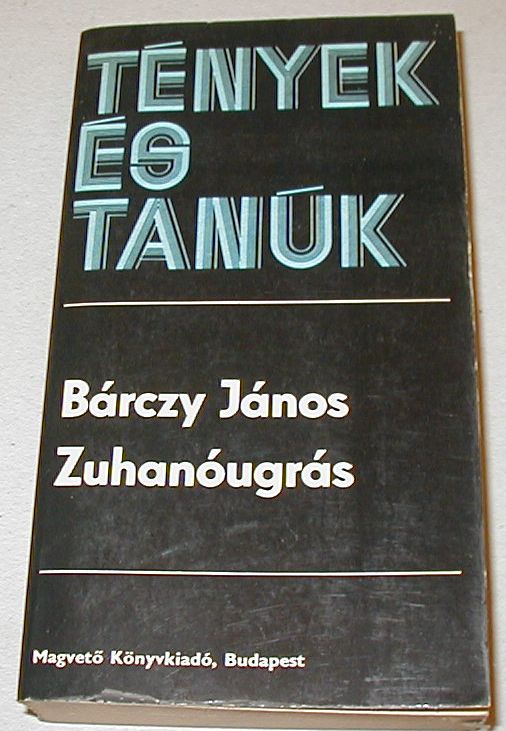 TÉNYEK
ÉS
TANÚK
Bárczy János
Zuhanóugrás
Magvető Könyvkiadó, Budapest